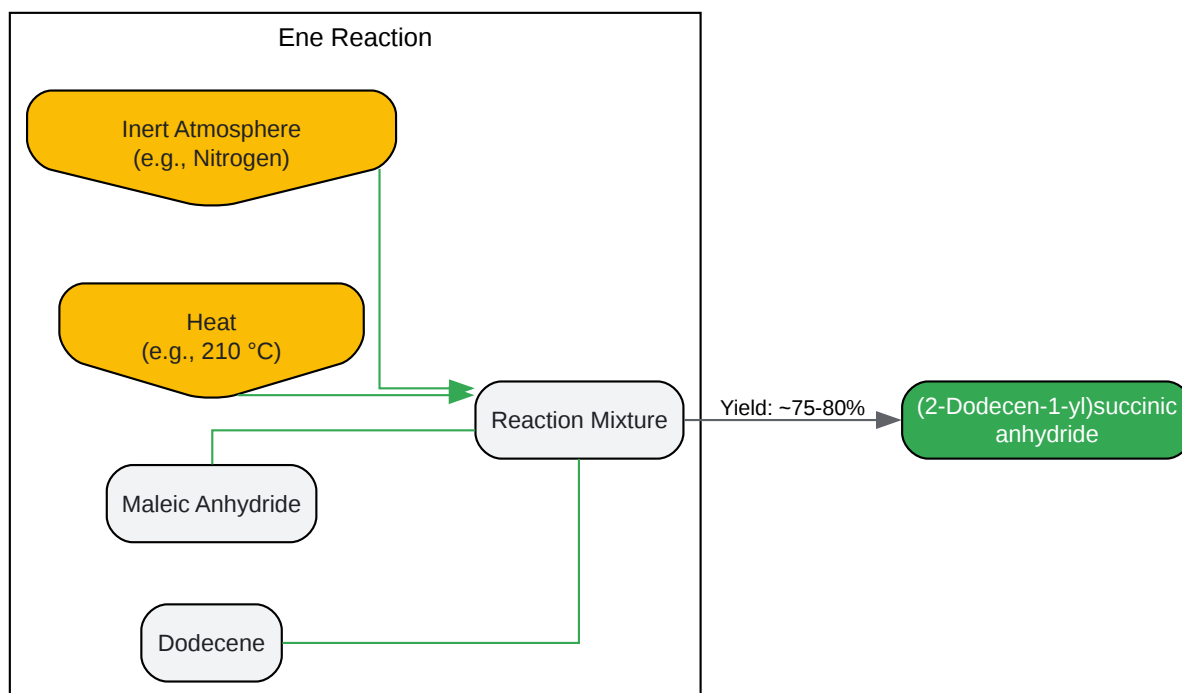 Ene Reaction
Inert Atmosphere
(e.g., Nitrogen)
Heat
(e.g., 210 °C)
Reaction Mixture
Yield: ~75-80%
(2-Dodecen-1-yl)succinic
anhydride
Maleic Anhydride
Dodecene